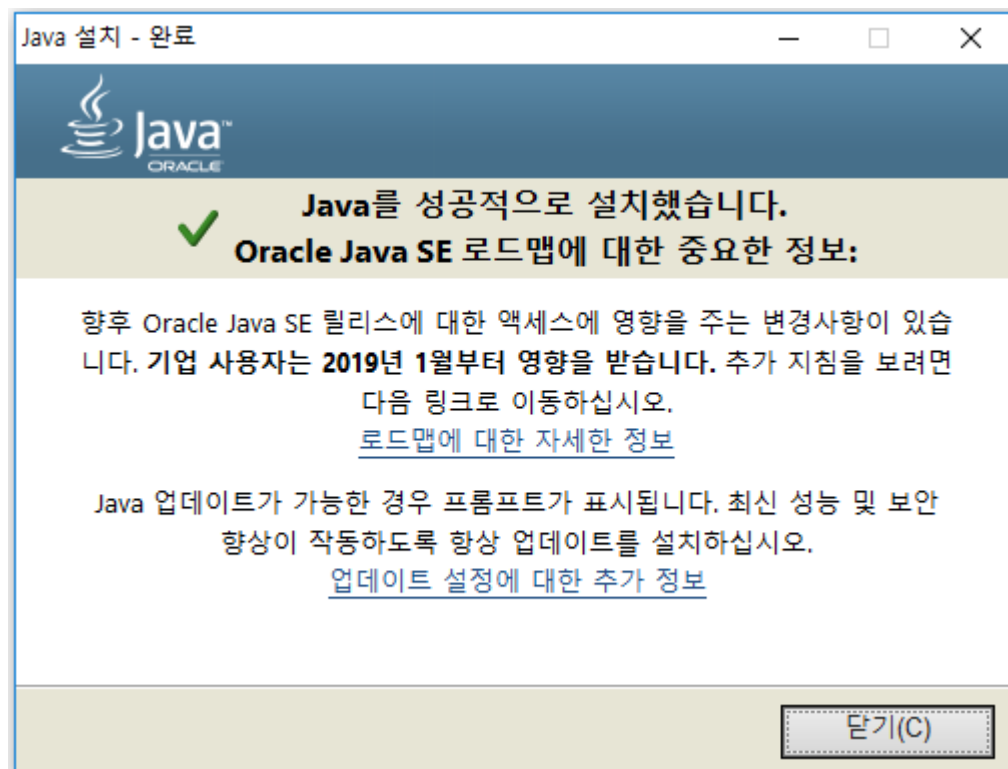 Java 설치 - 완료
Java™
ORACLE
Java를 성공적으로 설치했습니다.
Oracle Java SE 로드맵에 대한 중요한 정보:
향후 Oracle Java SE 릴리스에 대한 액세스에 영향을 주는 변경사항이 있습
니다. 기업 사용자는 2019년 1월부터 영향을 받습니다. 추가 지침을 보려면
다음 링크로 이동하십시오.
로드맵에 대한 자세한 정보
Java 업데이트가 가능한 경우 프롬프트가 표시됩니다. 최신 성능 및 보안
향상이 작동하도록 항상 업데이트를 설치하십시오.
업데이트 설정에 대한 추가 정보
닫기(C)